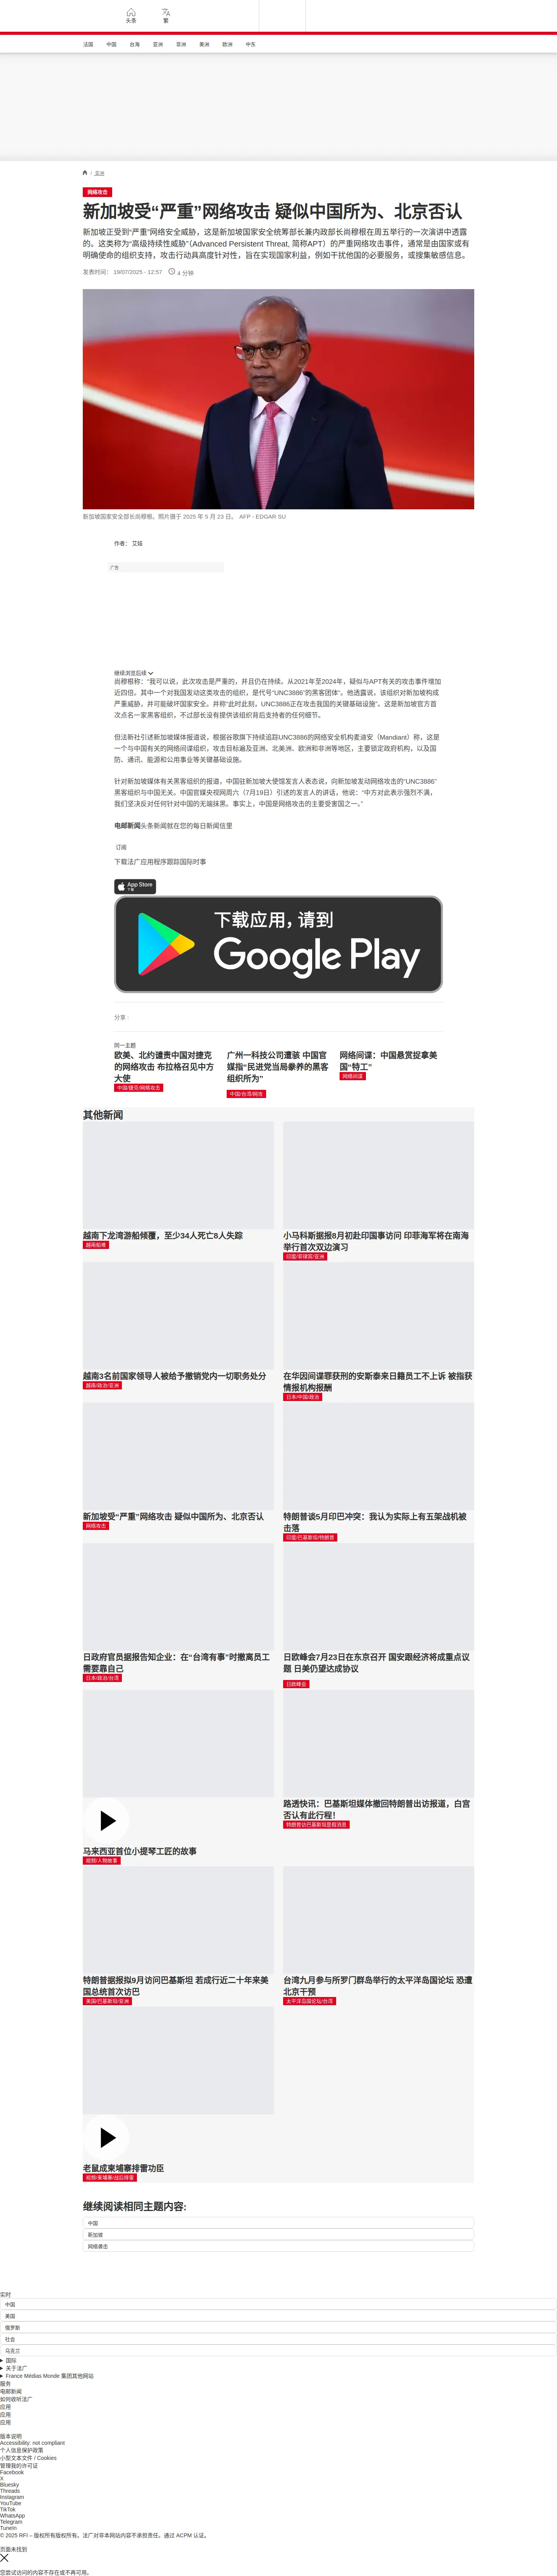 头条
繁
法国
中国
台海
亚洲
非洲
美洲
欧洲
中东
/ 亚洲
网络攻击
新加坡受“严重”网络攻击 疑似中国所为、北京否认
新加坡正受到“严重”网络安全威胁，这是新加坡国家安全统筹部长兼内政部长尚穆根在周五举行的一次演讲中透露
的。这类称为“高级持续性威胁”（Advanced Persistent Threat, 简称APT）的严重网络攻击事件，通常是由国家或有
明确使命的组织支持，攻击行动具高度针对性，旨在实现国家利益，例如干扰他国的必要服务，或搜集敏感信息。
发表时间： 19/07/2025 - 12:57
4 分钟
新加坡国家安全部长尚穆根。照片摄于 2025 年 5 月 23 日。 AFP - EDGAR SU
作者： 艾级
广告
继续浏览后续
尚穆根称：“我可以说，此次攻击是严重的，并且仍在持续。从2021年至2024年，疑似与APT有关的攻击事件增加
近四倍。其中一个对我国发动这类攻击的组织，是代号“UNC3886”的黑客团体”。他透露说，该组织对新加坡构成
严重威胁，并可能破坏国家安全。并称“此时此刻，UNC3886正在攻击我国的关键基础设施”。这是新加坡官方首
次点名一家黑客组织，不过部长没有提供该组织背后支持者的任何细节。
但法新社引述新加坡媒体报道说，根据谷歌旗下持续追踪UNC3886的网络安全机构麦迪安（Mandiant）称，这是
一个与中国有关的网络间谍组织，攻击目标遍及亚洲、北美洲、欧洲和非洲等地区，主要锁定政府机构，以及国
防、通讯、能源和公用事业等关键基础设施。
针对新加坡媒体有关黑客组织的报道，中国驻新加坡大使馆发言人表态说，向新加坡发动网络攻击的“UNC3886”
黑客组织与中国无关。中国官媒央视网周六（7月19日）引述的发言人的讲话，他说：“中方对此表示强烈不满，
我们坚决反对任何针对中国的无端抹黑。事实上，中国是网络攻击的主要受害国之一。”
电邮新闻头条新闻就在您的每日新闻信里
订阅
下载法广应用程序跟踪国际时事
App Store
下载
下载应用，请到
Google Play
分享 :
同一主题
欧美、北约谴责中国对捷克
的网络攻击 布拉格召见中方
大使
中国/捷克/网络攻击
广州一科技公司遭骇 中国官
媒指“民进党当局豢养的黑客
组织所为”
中国/台湾/网攻
网络间谍：中国悬赏捉拿美
国“特工”
网络间谍
其他新闻
越南下龙湾游船倾覆，至少34人死亡8人失踪
越南船难
小马科斯据报8月初赴印国事访问 印菲海军将在南海
举行首次双边演习
印度/菲律宾/亚洲
越南3名前国家领导人被给予撤销党内一切职务处分
越南/政治/亚洲
在华因间谍罪获刑的安斯泰来日籍员工不上诉 被指获
情报机构报酬
日本/中国/政治
新加坡受“严重”网络攻击 疑似中国所为、北京否认
网络攻击
特朗普谈5月印巴冲突：我认为实际上有五架战机被
击落
印度/巴基斯坦/特朗普
日政府官员据报告知企业：在“台湾有事”时撤离员工
需要靠自己
日本/政治/台湾
日欧峰会7月23日在东京召开 国安跟经济将成重点议
题 日美仍望达成协议
日欧峰会
马来西亚首位小提琴工匠的故事
视频/人物故事
路透快讯：巴基斯坦媒体撤回特朗普出访报道，白宫
否认有此行程！
特朗普访巴基斯坦是假消息
特朗普据报拟9月访问巴基斯坦 若成行近二十年来美
国总统首次访巴
美国/巴基斯坦/亚洲
台湾九月参与所罗门群岛举行的太平洋岛国论坛 恐遭
北京干预
太平洋岛国论坛/台湾
老鼠成柬埔寨排雷功臣
视频/柬埔寨/战后排雷
继续阅读相同主题内容:
中国
新加坡
网络袭击
实时
中国
美国
俄罗斯
社会
乌克兰
国际
关于法广
France Médias Monde 集团其他网站
服务
电邮新闻
如何收听法广
应用
应用
应用
版本说明
Accessibility: not compliant
个人信息保护政策
小型文本文件 / Cookies
管理我的许可证
Facebook
X
Bluesky
Threads
Instagram
YouTube
TikTok
WhatsApp
Telegram
TuneIn
© 2025 RFI – 版权所有版权所有。法广对非本网站内容不承担责任。通过 ACPM 认证。
页面未找到
您尝试访问的内容不存在或不再可用。